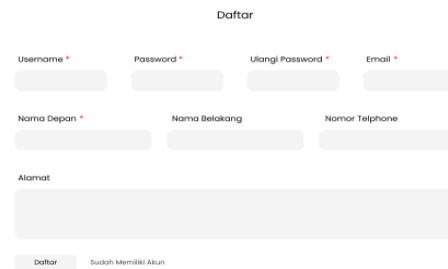 Daftar
Username * Password * Ulangi Password * Email *
Nama Depan * Nama Belakang Nomor Telphone
Alamat
Daftar Sudah Memiliki Akun